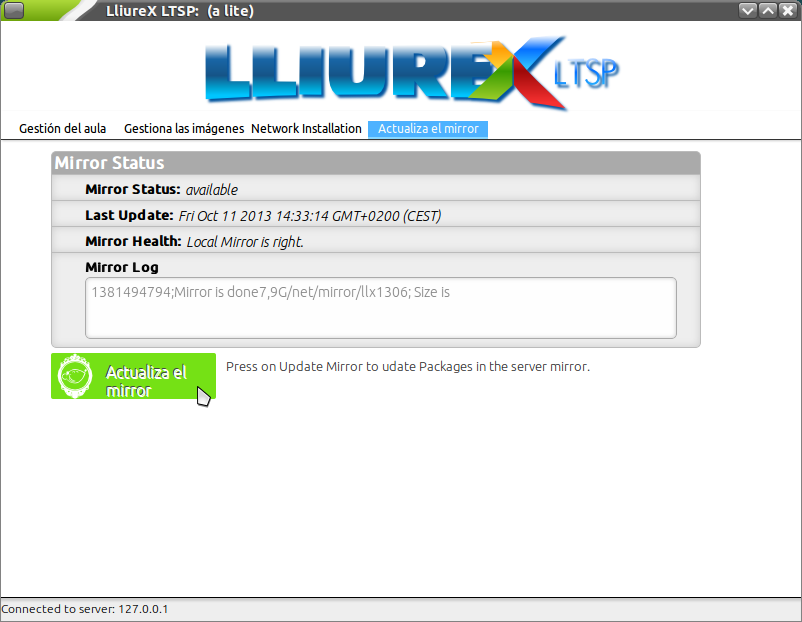 LliureX LTSP:  (a lite)
LLIUREX LTSP
Gestión del aula Gestiona las imágenes Network Installation Actualiza el mirror
Mirror Status
Mirror Status: available
Last Update: Fri Oct 11 2013 14:33:14 GMT+0200 (CEST)
Mirror Health: Local Mirror is right.
Mirror Log
1381494794;Mirror is done7,9G/net/mirror/llx1306; Size is
Actualiza el
mirror
Press on Update Mirror to udate Packages in the server mirror.
Connected to server: 127.0.0.1